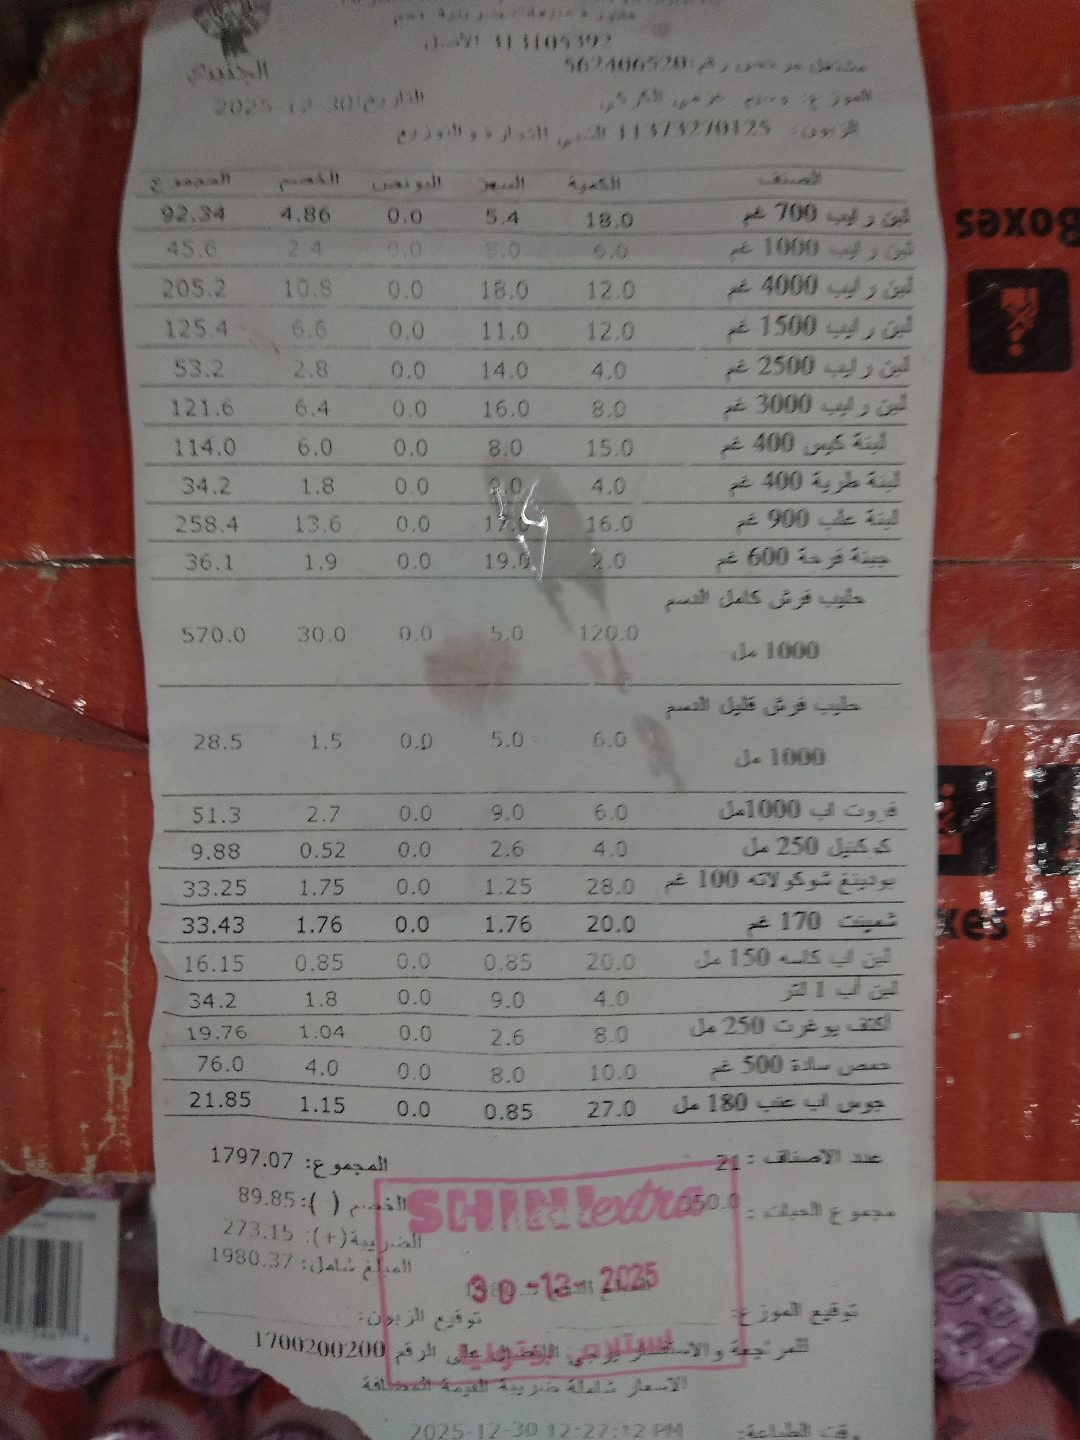 الجنيدي
313105392 الأصل
مشتغل مرخص رقم: 562406520
الموزع:
التاريخ: 2025-12-30
الزبون: 11373270125 الشني للتجارة و التوزيع
الصنف الكمية السعر البونص الخصم المجموع
لبن رايب 700 غم 18.0 5.4 0.0 4.86 92.34
لبن رايب 1000 غم 6.0 8.0 0.0 2.4 45.6
لبن رايب 4000 غم 12.0 18.0 0.0 10.8 205.2
لبن رايب 1500 غم 12.0 11.0 0.0 6.6 125.4
لبن رايب 2500 غم 4.0 14.0 0.0 2.8 53.2
لبن رايب 3000 غم 8.0 16.0 0.0 6.4 121.6
لبنة كيس 400 غم 15.0 8.0 0.0 6.0 114.0
لبنة طرية 400 غم 4.0 9.0 0.0 1.8 34.2
لبنة علب 900 غم 16.0 17.0 0.0 13.6 258.4
جبنة فرحة 600 غم 2.0 19.0 0.0 1.9 36.1
حليب فرش كامل الدسم
1000 مل 120.0 5.0 0.0 30.0 570.0
حليب فرش قليل الدسم
1000 مل 6.0 5.0 0.0 1.5 28.5
فروت اب 1000مل 6.0 9.0 0.0 2.7 51.3
كوكتيل 250 مل 4.0 2.6 0.0 0.52 9.88
بودينغ شوكولاته 100 غم 28.0 1.25 0.0 1.75 33.25
شمينت 170 غم 20.0 1.76 0.0 1.76 33.43
لبن اب كاسه 150 مل 20.0 0.85 0.0 0.85 16.15
لبن أب 1 لتر 4.0 9.0 0.0 1.8 34.2
اكتف يوغرت 250 مل 8.0 2.6 0.0 1.04 19.76
حمص سادة 500 غم 10.0 8.0 0.0 4.0 76.0
جوس اب عنب 180 مل 27.0 0.85 0.0 1.15 21.85
عدد الاصناف : 21
المجموع: 1797.07
مجموع الحبات : 350.0
الخصم (-): 89.85
الضريبة(+): 273.15
المبلغ شامل: 1980.37
SHINI extra
30-12-2025
توقيع الموزع:
توقيع الزبون:
للمراجعة والاستفسار يرجى الاتصال على الرقم 1700200200
الاسعار شاملة ضريبة القيمة المضافة
وقت الطباعة: 2025-12-30 12:27:12 PM
Boxes
xes